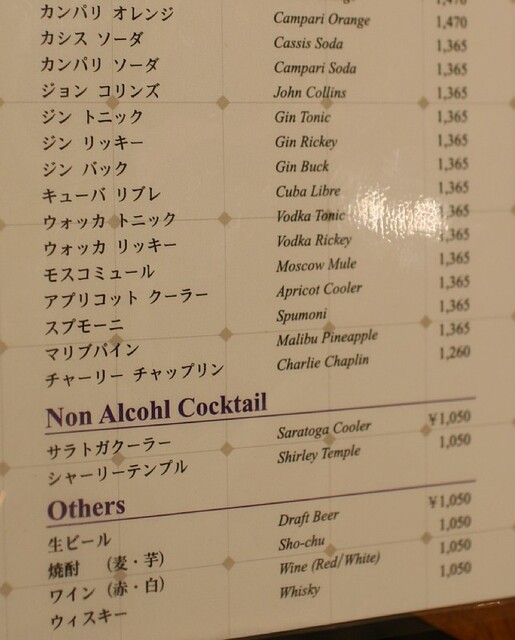 カンパリ オレンジ Campari Orange 1,470
カシス ソーダ Cassis Soda 1,365
カンパリ ソーダ Campari Soda 1,365
ジョン コリンズ John Collins 1,365
ジン トニック Gin Tonic 1,365
ジン リッキー Gin Rickey 1,365
ジン バック Gin Buck 1,365
キューバ リブレ Cuba Libre 1,365
ウォッカ トニック Vodka Tonic 1,365
ウォッカ リッキー Vodka Rickey 1,365
モスコミュール Moscow Mule 1,365
アプリコット クーラー Apricot Cooler 1,365
スプモーニ Spumoni 1,365
マリブパイン Malibu Pineapple 1,365
チャーリー チャップリン Charlie Chaplin 1,260
Non Alcohl Cocktail
サラトガクーラー Saratoga Cooler ¥1,050
シャーリーテンプル Shirley Temple 1,050
Others
生ビール Draft Beer ¥1,050
焼酎 (麦・芋) Sho-chu 1,050
ワイン (赤・白) Wine (Red/White) 1,050
ウィスキー Whisky 1,050